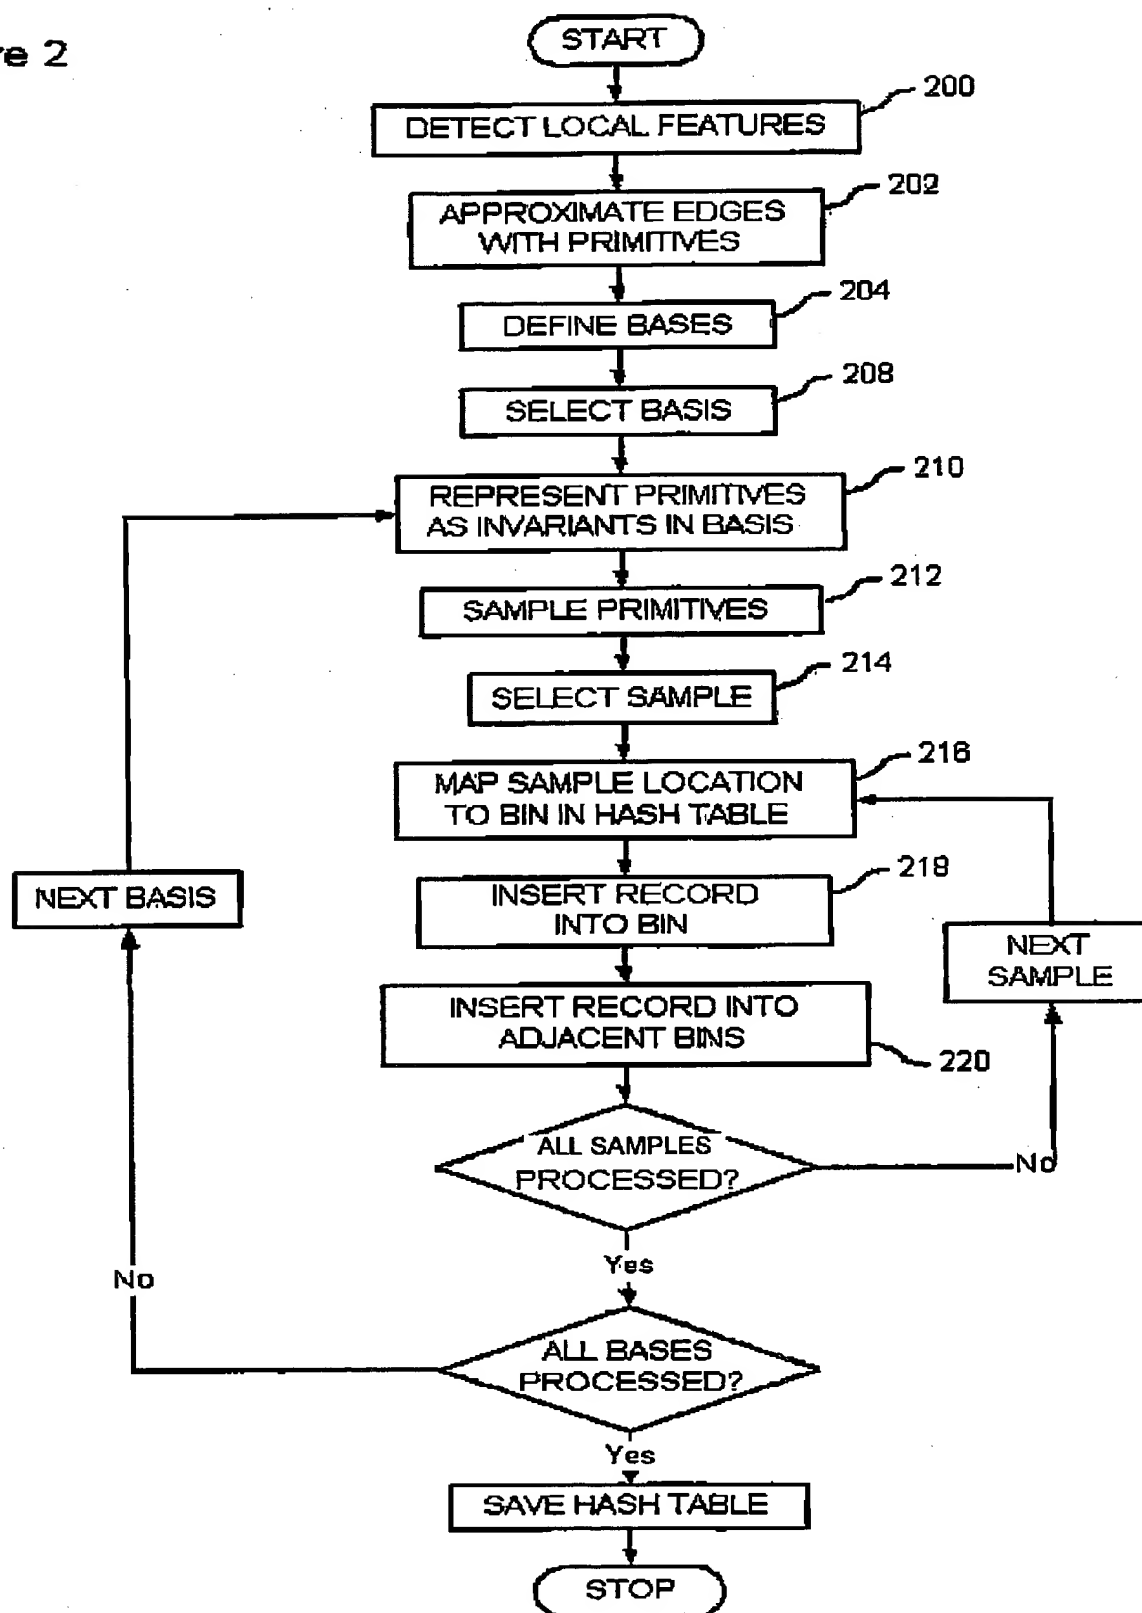 re 2
START
200
DETECT LOCAL FEATURES
202
APPROXIMATE EDGES
WITH PRIMITIVES
204
DEFINE BASES
208
SELECT BASIS
210
REPRESENT PRIMITIVES
AS INVARIANTS IN BASIS
212
SAMPLE PRIMITIVES
214
SELECT SAMPLE
216
MAP SAMPLE LOCATION
TO BIN IN HASH TABLE
218
INSERT RECORD
INTO BIN
NEXT BASIS
NEXT
SAMPLE
INSERT RECORD INTO
ADJACENT BINS
220
ALL SAMPLES
PROCESSED?
No
Yes
No
ALL BASES
PROCESSED?
Yes
SAVE HASH TABLE
STOP